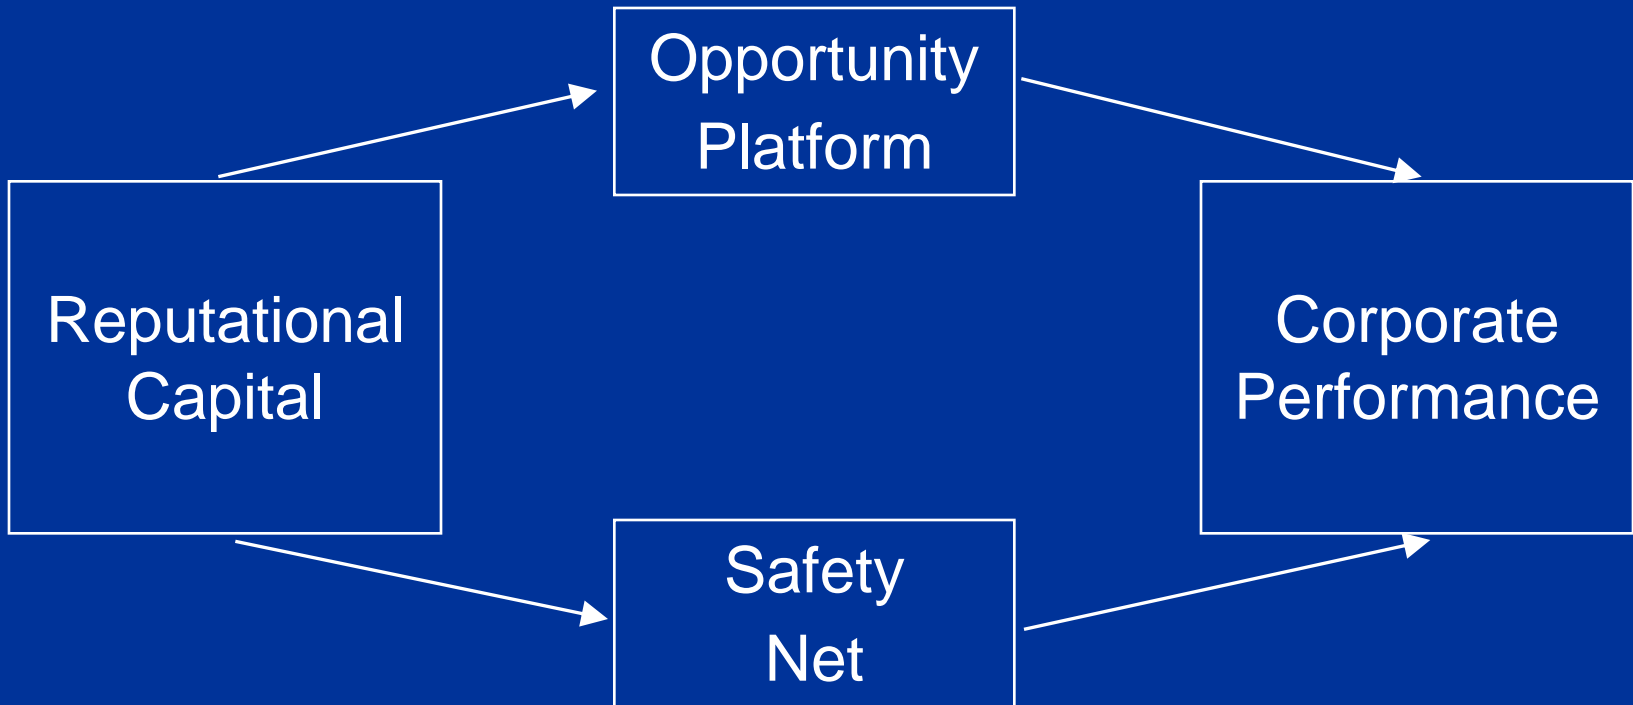 Opportunity
Platform
Reputational
Capital
Corporate
Performance
Safety
Net